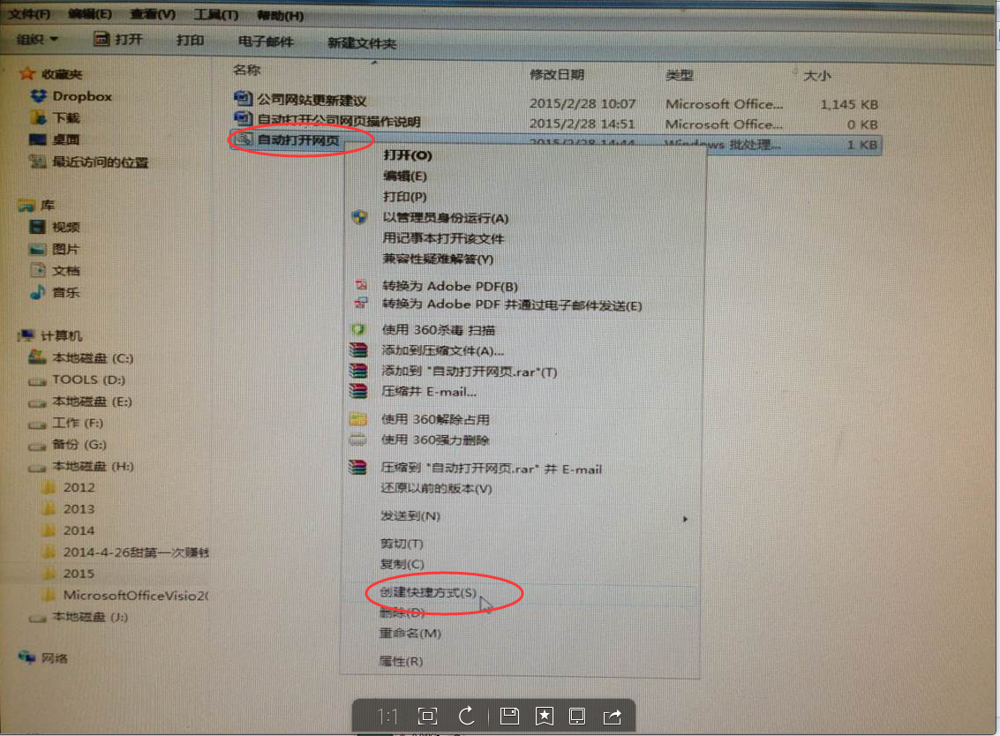 文件(F) 编辑(E) 查看(V) 工具(T) 帮助(H)
组织 打开 打印 电子邮件 新建文件夹
名称 修改日期 类型 大小
公司网站更新建议 2015/2/28 10:07 Microsoft Office... 1,145 KB
自动打开公司网页操作说明 2015/2/28 14:51 Microsoft Office... 0 KB
自动打开网页 2015/2/28 14:44 Windows 批处理... 1 KB
收藏夹
Dropbox
下载
桌面
最近访问的位置
库
视频
图片
文档
音乐
计算机
本地磁盘 (C:)
TOOLS (D:)
本地磁盘 (E:)
工作 (F:)
备份 (G:)
本地磁盘 (H:)
2012
2013
2014
2014-4-26甜第一次赚钱
2015
MicrosoftOfficeVisio2(
本地磁盘 (J:)
网络
打开(O)
编辑(E)
打印(P)
以管理员身份运行(A)
用记事本打开该文件
兼容性疑难解答(Y)
转换为 Adobe PDF(B)
转换为 Adobe PDF 并通过电子邮件发送(E)
使用 360杀毒 扫描
添加到压缩文件(A)...
添加到 "自动打开网页.rar"(T)
压缩并 E-mail...
使用 360解除占用
使用 360强力删除
压缩到 "自动打开网页.rar" 并 E-mail
还原以前的版本(V)
发送到(N)
剪切(T)
复制(C)
创建快捷方式(S)
删除(D)
重命名(M)
属性(R)
1:1